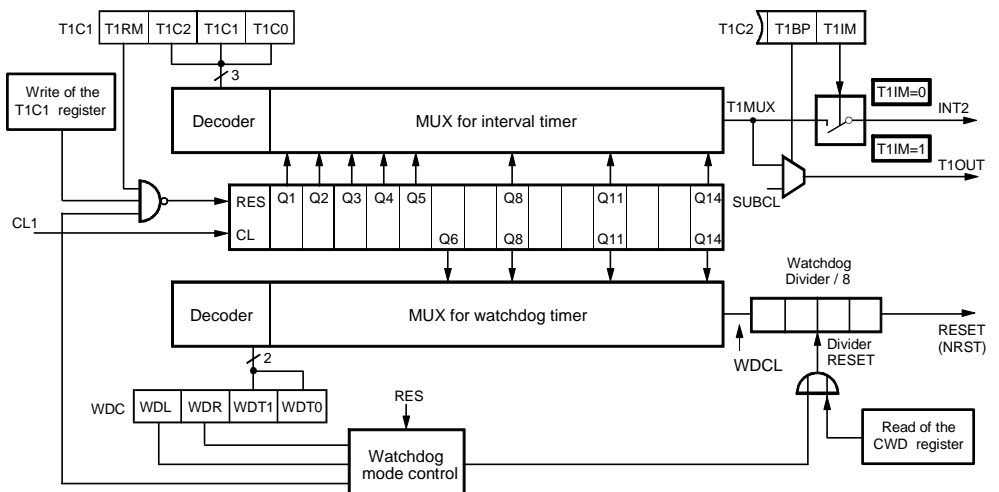 T1C1 T1RM T1C2 T1C1 T1C0
T1C2 T1BP T1IM
3
Write of the
T1C1 register
Decoder
MUX for interval timer
T1MUX
T1IM=0
INT2
T1IM=1
T1OUT
SUBCL
RES Q1 Q2 Q3 Q4 Q5 Q8 Q11 Q14
CL1
CL Q6 Q8 Q11 Q14
Decoder
MUX for watchdog timer
Watchdog
Divider / 8
RESET
(NRST)
Divider
RESET
WDCL
2
WDC WDL WDR WDT1 WDT0
RES
Watchdog
mode control
Read of the
CWD register